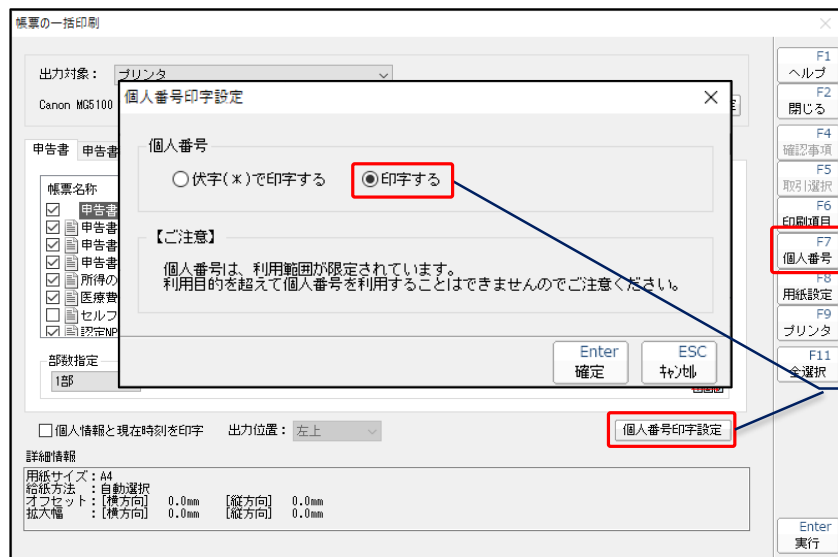 帳票の一括印刷
出力対象： プリンタ
Canon MG5100
個人番号印字設定
個人番号
伏字(＊)で印字する
印字する
【ご注意】
個人番号は、利用範囲が限定されています。
利用目的を超えて個人番号を利用することはできませんのでご注意ください。
Enter
確定
ESC
ｷｬﾝｾﾙ
申告書 申告書
帳票名称
申告書
申告書
申告書
申告書
所得の
医療費
セルフ
認定NP
部数指定
1部
個人情報と現在時刻を印字 出力位置： 左上
個人番号印字設定
詳細情報
用紙サイズ：A4
給紙方法 ：自動選択
オフセット：[横方向] 0.0mm [縦方向] 0.0mm
拡大幅 ：[横方向] 0.0mm [縦方向] 0.0mm
F1
ヘルプ
F2
閉じる
F4
確認事項
F5
取引選択
F6
印刷項目
F7
個人番号
F8
用紙設定
F9
プリンタ
F11
全選択
Enter
実行